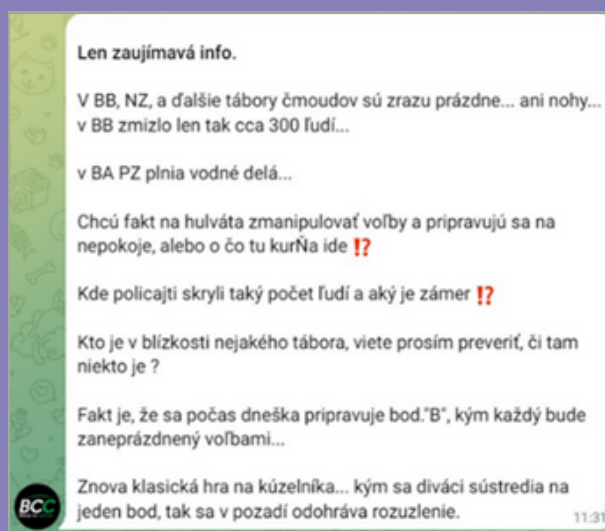 Len zaujímavá info.
V BB, NZ, a ďalšie tábory čmoudov sú zrazu prázdne... ani nohy...
v BB zmizlo len tak cca 300 ľudí...
v BA PZ plnia vodné delá...
Chcú fakt na hulváta zmanipulovať voľby a pripravujú sa na
nepokoje, alebo o čo tu kurŇa ide ⁉️
Kde policajti skryli taký počet ľudí a aký je zámer ⁉️
Kto je v blízkosti nejakého tábora, viete prosím preveriť, či tam
niekto je ?
Fakt je, že sa počas dneška pripravuje bod."B", kým každý bude
zaneprázdnený voľbami...
Znova klasická hra na kúzelníka... kým sa diváci sústredia na
jeden bod, tak sa v pozadí odohráva rozuzlenie.
11:31
BCC